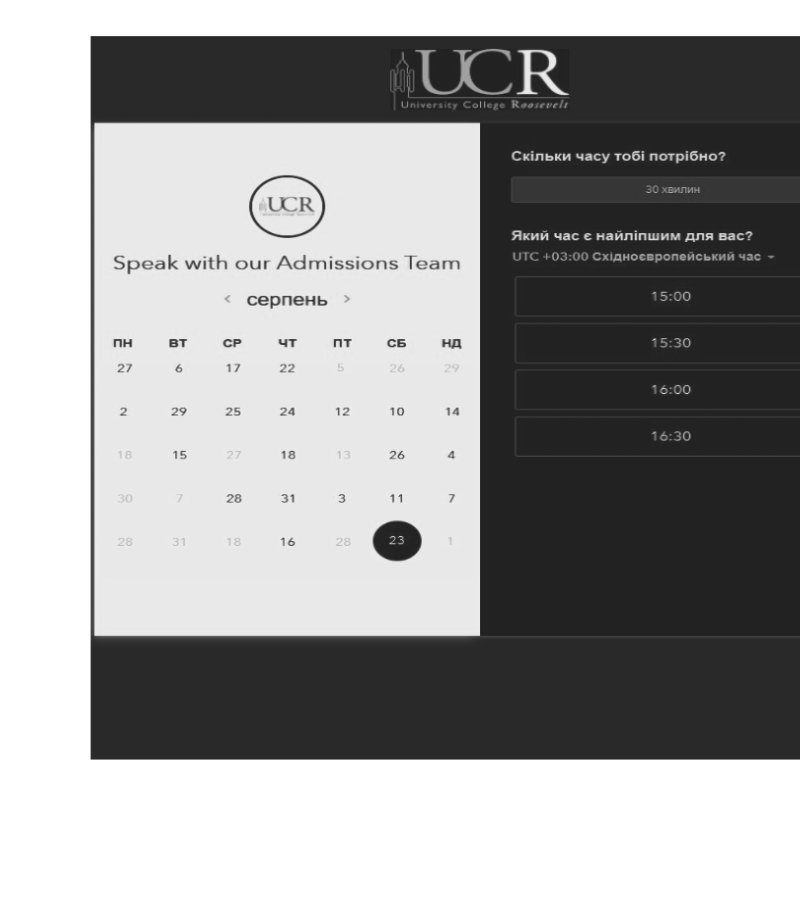 UCR
University College Roosevelt
UCR
Speak with our Admissions Team
< серпень >
ПН ВТ СР ЧТ ПТ СБ НД
27 6 17 22 5 26 29
2 29 25 24 12 10 14
18 15 27 18 13 26 4
30 7 28 31 3 11 7
28 31 18 16 28 23 1
Скільки часу тобі потрібно?
30 хвилин
Який час є найліпшим для вас?
UTC +03:00 Східноєвропейський час
15:00
15:30
16:00
16:30